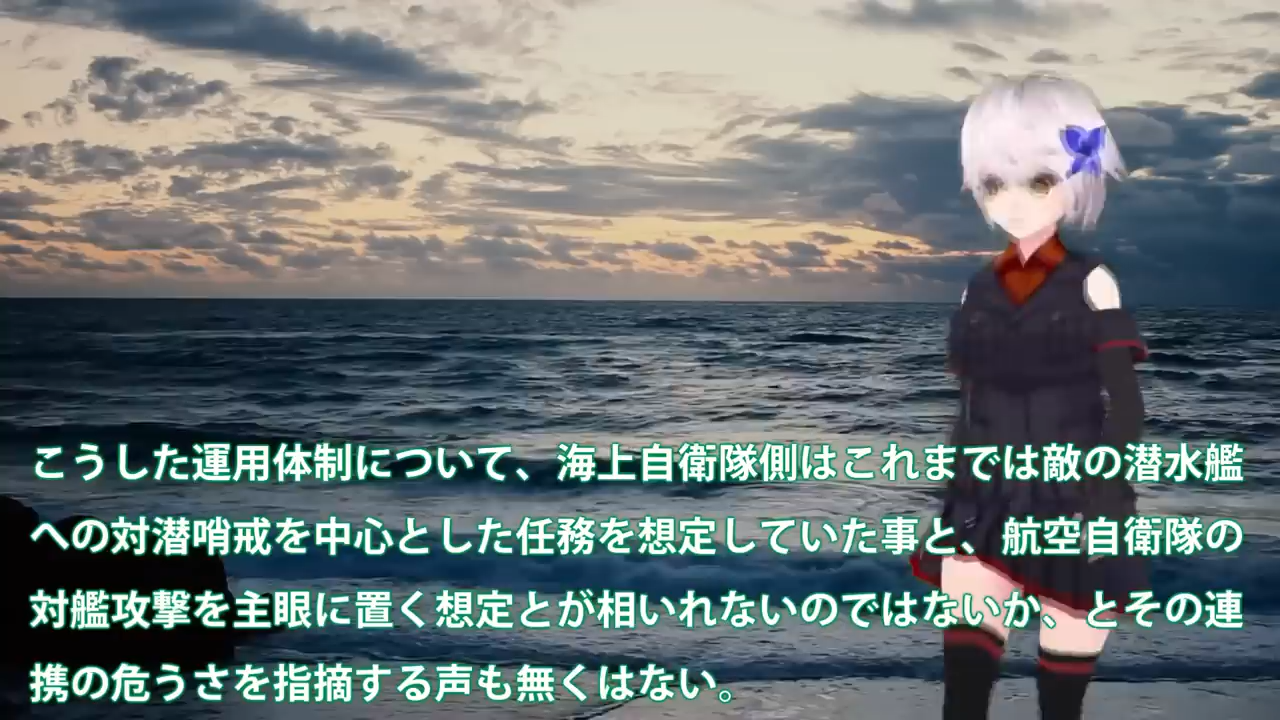 こうした運用体制について、海上自衛隊側はこれまでは敵の潜水艦
への対潜哨戒を中心とした任務を想定していた事と、航空自衛隊の
対艦攻撃を主眼に置く想定とが相いれないのではないか、とその連
携の危うさを指摘する声も無くはない。